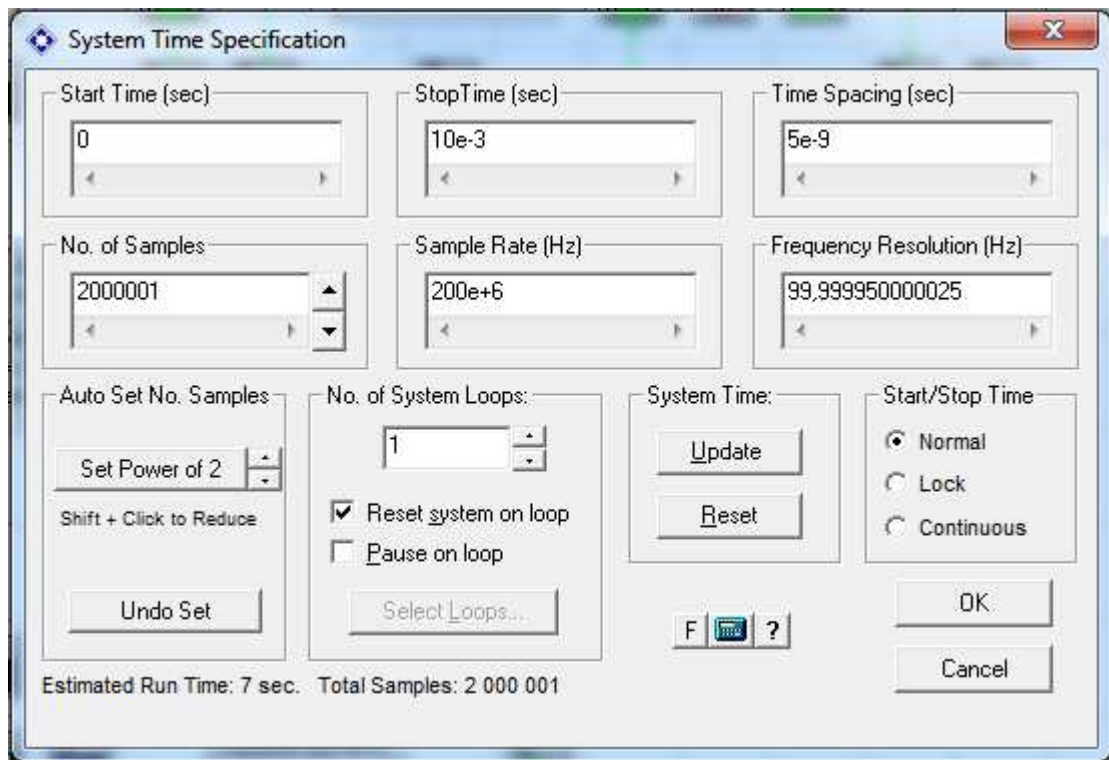 System Time Specification
Start Time (sec)
StopTime (sec)
Time Spacing (sec)
0
10e-3
5e-9
No. of Samples
Sample Rate (Hz)
Frequency Resolution (Hz)
2000001
200e+6
99,999950000025
Auto Set No. Samples
No. of System Loops:
System Time:
Start/Stop Time
Set Power of 2
1
Update
Normal
Lock
Shift + Click to Reduce
Reset system on loop
Reset
Continuous
Pause on loop
Undo Set
Select Loops...
OK
F
?
Cancel
Estimated Run Time: 7 sec. Total Samples: 2 000 001